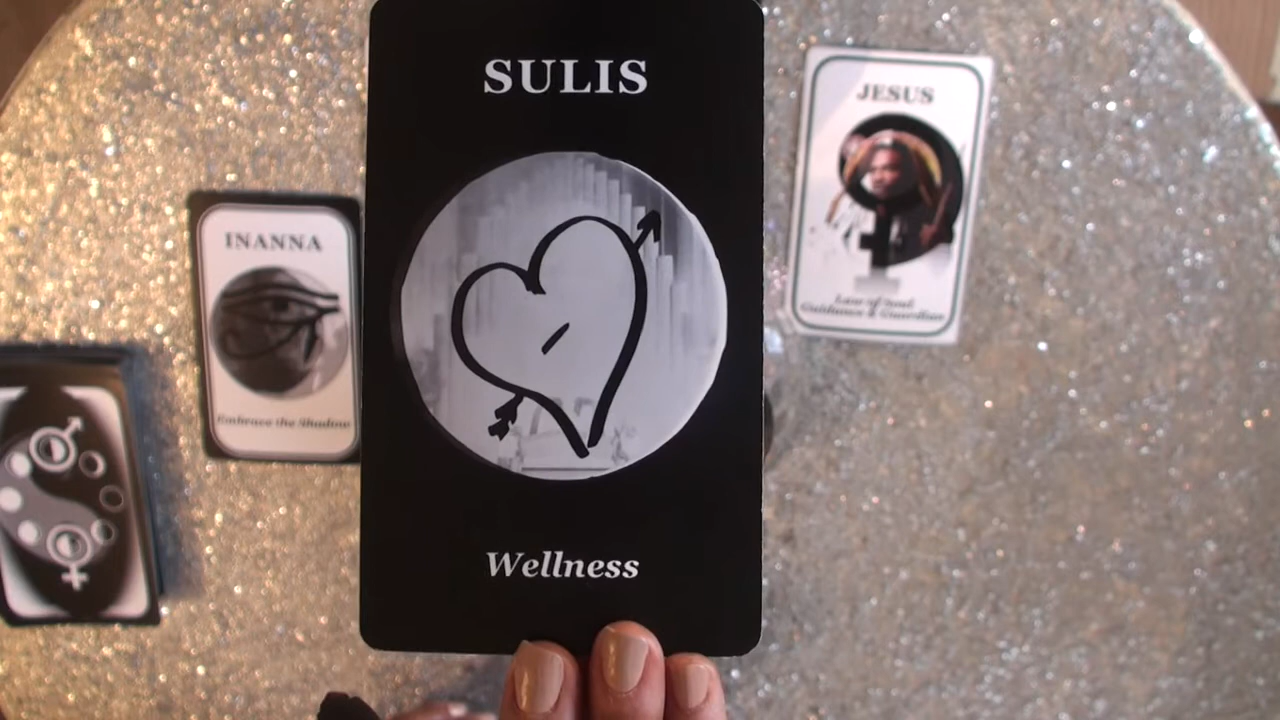 SULIS
Wellness
INANNA
Embrace the Shadow
JESUS
Law of Soul
Guidance & Guardian